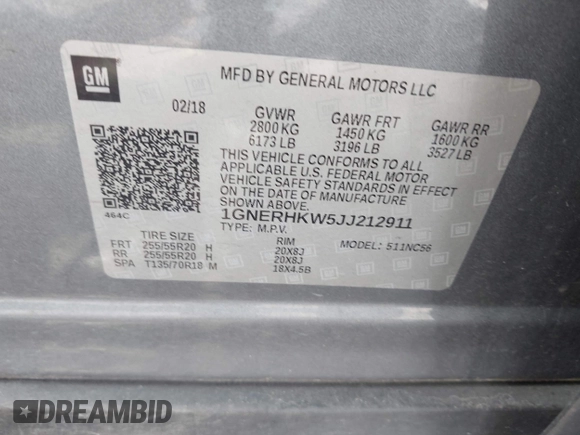 GM
MFD BY GENERAL MOTORS LLC
02/18 GVWR GAWR FRT GAWR RR
2800 KG 1450 KG 1600 KG
6173 LB 3196 LB 3527 LB
THIS VEHICLE CONFORMS TO ALL
APPLICABLE U.S. FEDERAL MOTOR
VEHICLE SAFETY STANDARDS IN
EFFECT ON THE DATE OF
MANUFACTURE SHOWN ABOVE.
464C
1GNERHKW5JJ212911
TYPE: M.P.V. MODEL: 511NC56
TIRE SIZE RIM
FRT 255/55R20 H 20X8J
RR 255/55R20 H 20X8J
SPA T135/70R18 M 18X4.5B
DREAMBID